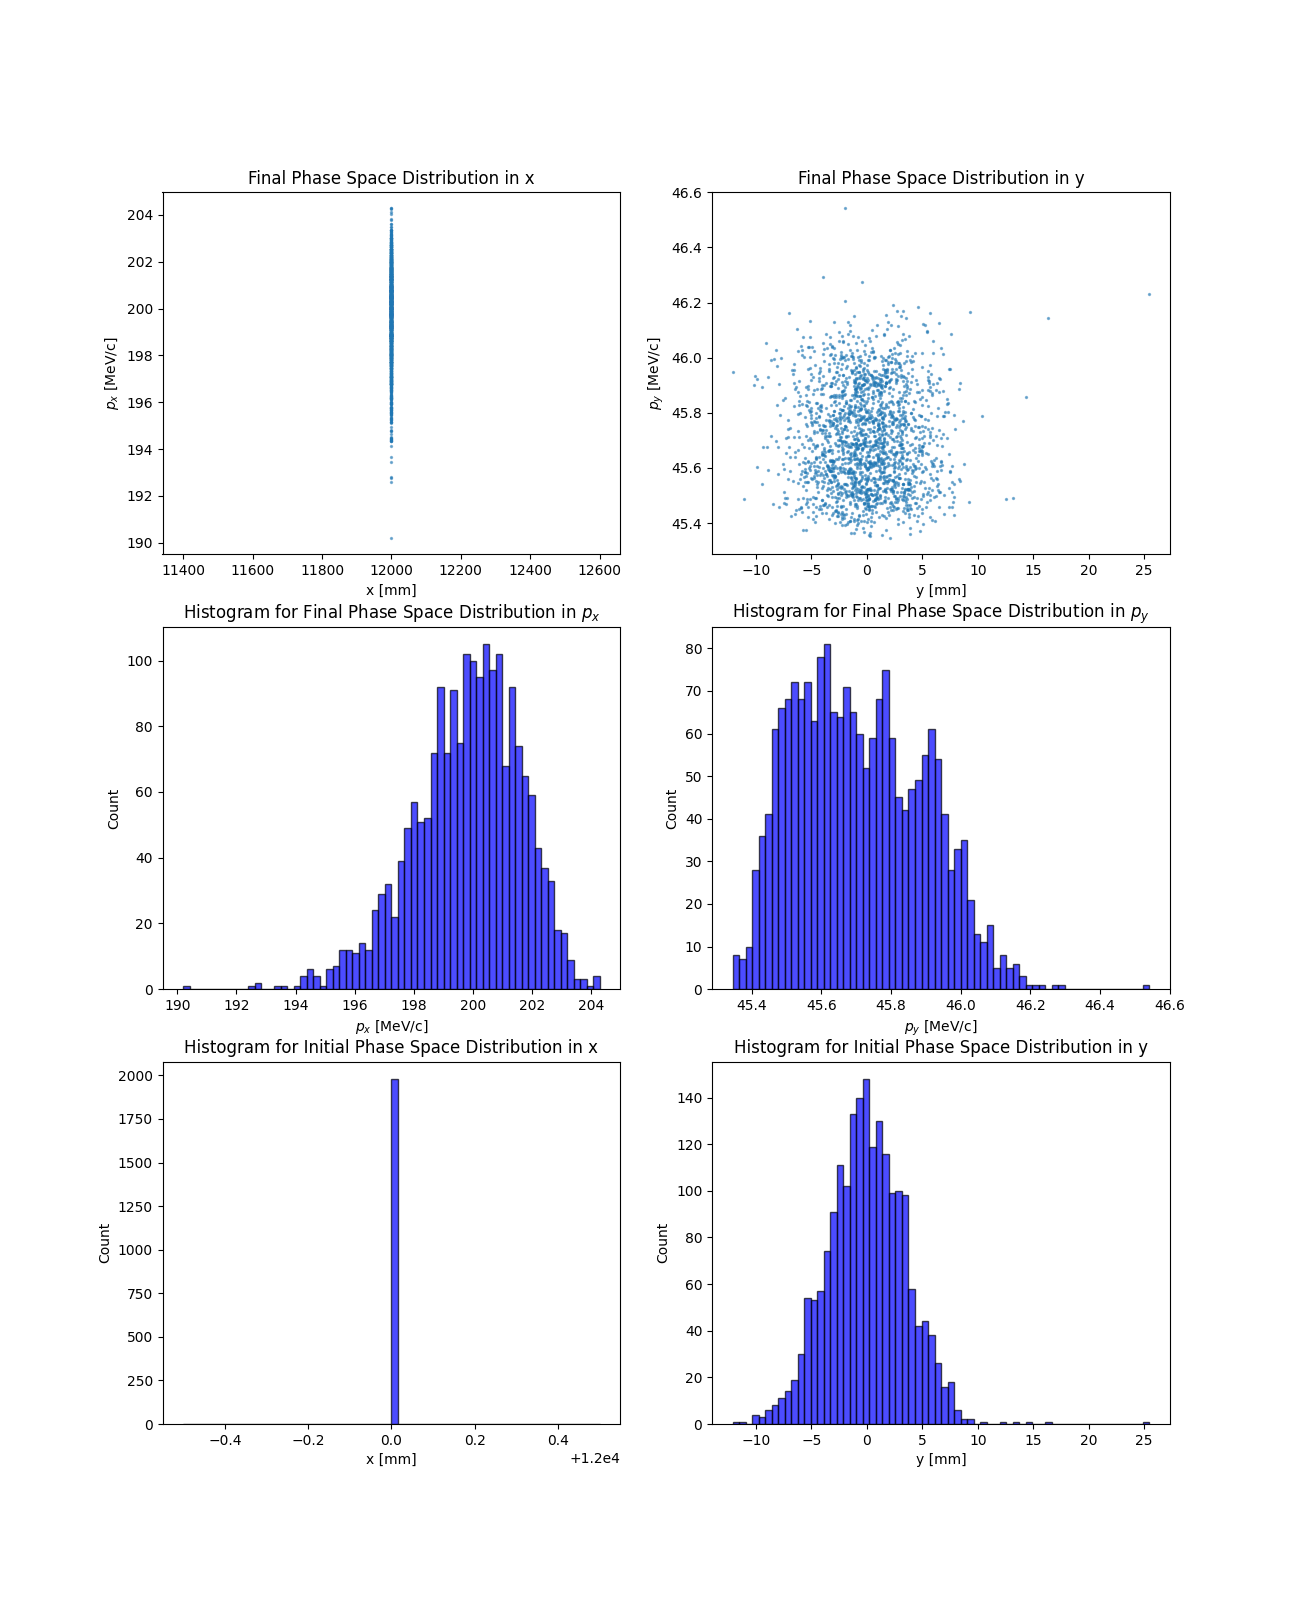 Final Phase Space Distribution in x
204
202
200
198
196
194
192
190
p_x [MeV/c]
11400 11600 11800 12000 12200 12400 12600
x [mm]
Final Phase Space Distribution in y
46.6
46.4
46.2
46.0
45.8
45.6
45.4
p_y [MeV/c]
−10 −5 0 5 10 15 20 25
y [mm]
Histogram for Final Phase Space Distribution in p_x
100
80
60
40
20
0
Count
190 192 194 196 198 200 202 204
p_x [MeV/c]
Histogram for Final Phase Space Distribution in p_y
80
70
60
50
40
30
20
10
0
Count
45.4 45.6 45.8 46.0 46.2 46.4 46.6
p_y [MeV/c]
Histogram for Initial Phase Space Distribution in x
2000
1750
1500
1250
1000
750
500
250
0
Count
−0.4 −0.2 0.0 0.2 0.4
x [mm]
+1.2e4
Histogram for Initial Phase Space Distribution in y
140
120
100
80
60
40
20
0
Count
−10 −5 0 5 10 15 20 25
y [mm]